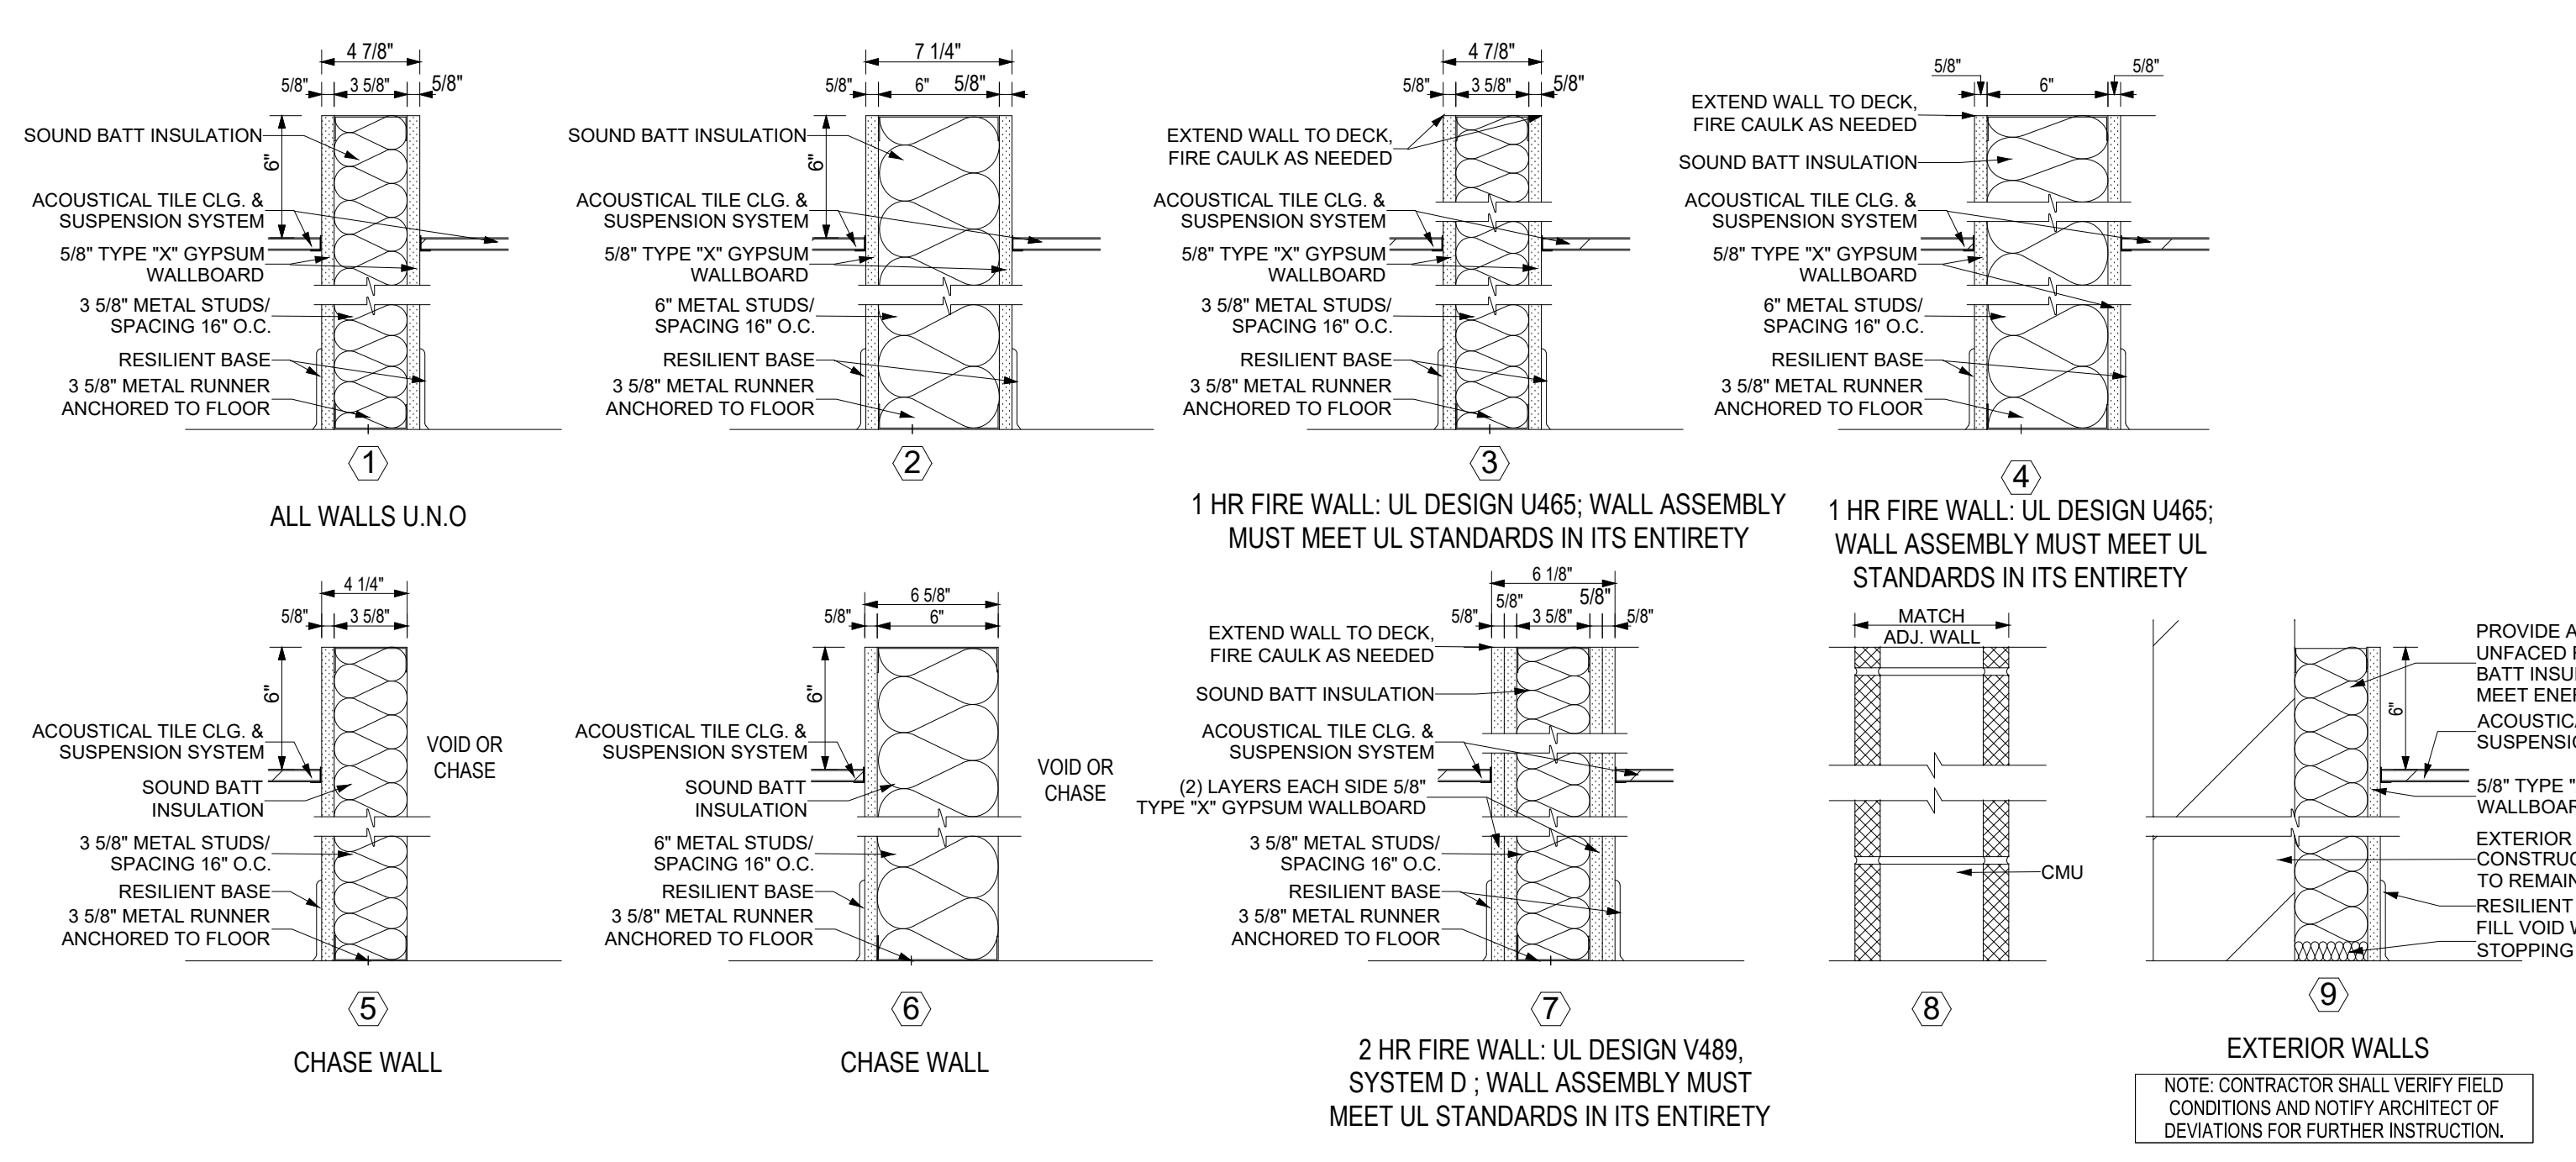 4 7/8"
5/8" 3 5/8" 5/8"
SOUND BATT INSULATION
6"
ACOUSTICAL TILE CLG. &
SUSPENSION SYSTEM
5/8" TYPE "X" GYPSUM
WALLBOARD
3 5/8" METAL STUDS/
SPACING 16" O.C.
RESILIENT BASE
3 5/8" METAL RUNNER
ANCHORED TO FLOOR
1
ALL WALLS U.N.O
7 1/4"
5/8" 6" 5/8"
SOUND BATT INSULATION
6"
ACOUSTICAL TILE CLG. &
SUSPENSION SYSTEM
5/8" TYPE "X" GYPSUM
WALLBOARD
6" METAL STUDS/
SPACING 16" O.C.
RESILIENT BASE
3 5/8" METAL RUNNER
ANCHORED TO FLOOR
2
4 7/8"
5/8" 3 5/8" 5/8"
EXTEND WALL TO DECK,
FIRE CAULK AS NEEDED
ACOUSTICAL TILE CLG. &
SUSPENSION SYSTEM
5/8" TYPE "X" GYPSUM
WALLBOARD
3 5/8" METAL STUDS/
SPACING 16" O.C.
RESILIENT BASE
3 5/8" METAL RUNNER
ANCHORED TO FLOOR
3
1 HR FIRE WALL: UL DESIGN U465; WALL ASSEMBLY
MUST MEET UL STANDARDS IN ITS ENTIRETY
5/8" 6" 5/8"
EXTEND WALL TO DECK,
FIRE CAULK AS NEEDED
SOUND BATT INSULATION
ACOUSTICAL TILE CLG. &
SUSPENSION SYSTEM
5/8" TYPE "X" GYPSUM
WALLBOARD
6" METAL STUDS/
SPACING 16" O.C.
RESILIENT BASE
3 5/8" METAL RUNNER
ANCHORED TO FLOOR
4
1 HR FIRE WALL: UL DESIGN U465;
WALL ASSEMBLY MUST MEET UL
STANDARDS IN ITS ENTIRETY
4 1/4"
5/8" 3 5/8"
6"
ACOUSTICAL TILE CLG. &
SUSPENSION SYSTEM
VOID OR
CHASE
SOUND BATT
INSULATION
3 5/8" METAL STUDS/
SPACING 16" O.C.
RESILIENT BASE
3 5/8" METAL RUNNER
ANCHORED TO FLOOR
5
CHASE WALL
6 5/8"
5/8" 6"
6"
ACOUSTICAL TILE CLG. &
SUSPENSION SYSTEM
VOID OR
CHASE
SOUND BATT
INSULATION
6" METAL STUDS/
SPACING 16" O.C.
RESILIENT BASE
3 5/8" METAL RUNNER
ANCHORED TO FLOOR
6
CHASE WALL
6 1/8"
5/8" 5/8" 3 5/8" 5/8" 5/8"
EXTEND WALL TO DECK,
FIRE CAULK AS NEEDED
SOUND BATT INSULATION
ACOUSTICAL TILE CLG. &
SUSPENSION SYSTEM
(2) LAYERS EACH SIDE 5/8"
TYPE "X" GYPSUM WALLBOARD
3 5/8" METAL STUDS/
SPACING 16" O.C.
RESILIENT BASE
3 5/8" METAL RUNNER
ANCHORED TO FLOOR
7
2 HR FIRE WALL: UL DESIGN V489,
SYSTEM D ; WALL ASSEMBLY MUST
MEET UL STANDARDS IN ITS ENTIRETY
MATCH
ADJ. WALL
CMU
8
PROVIDE
UNFACED
BATT
MEET
6"
5/8" TYPE
EXTERIOR
TO
RESILIENT
FILL VOID
STOPPING
9
EXTERIOR WALLS
NOTE: CONTRACTOR SHALL VERIFY FIELD
CONDITIONS AND NOTIFY ARCHITECT OF
DEVIATIONS FOR FURTHER INSTRUCTION.